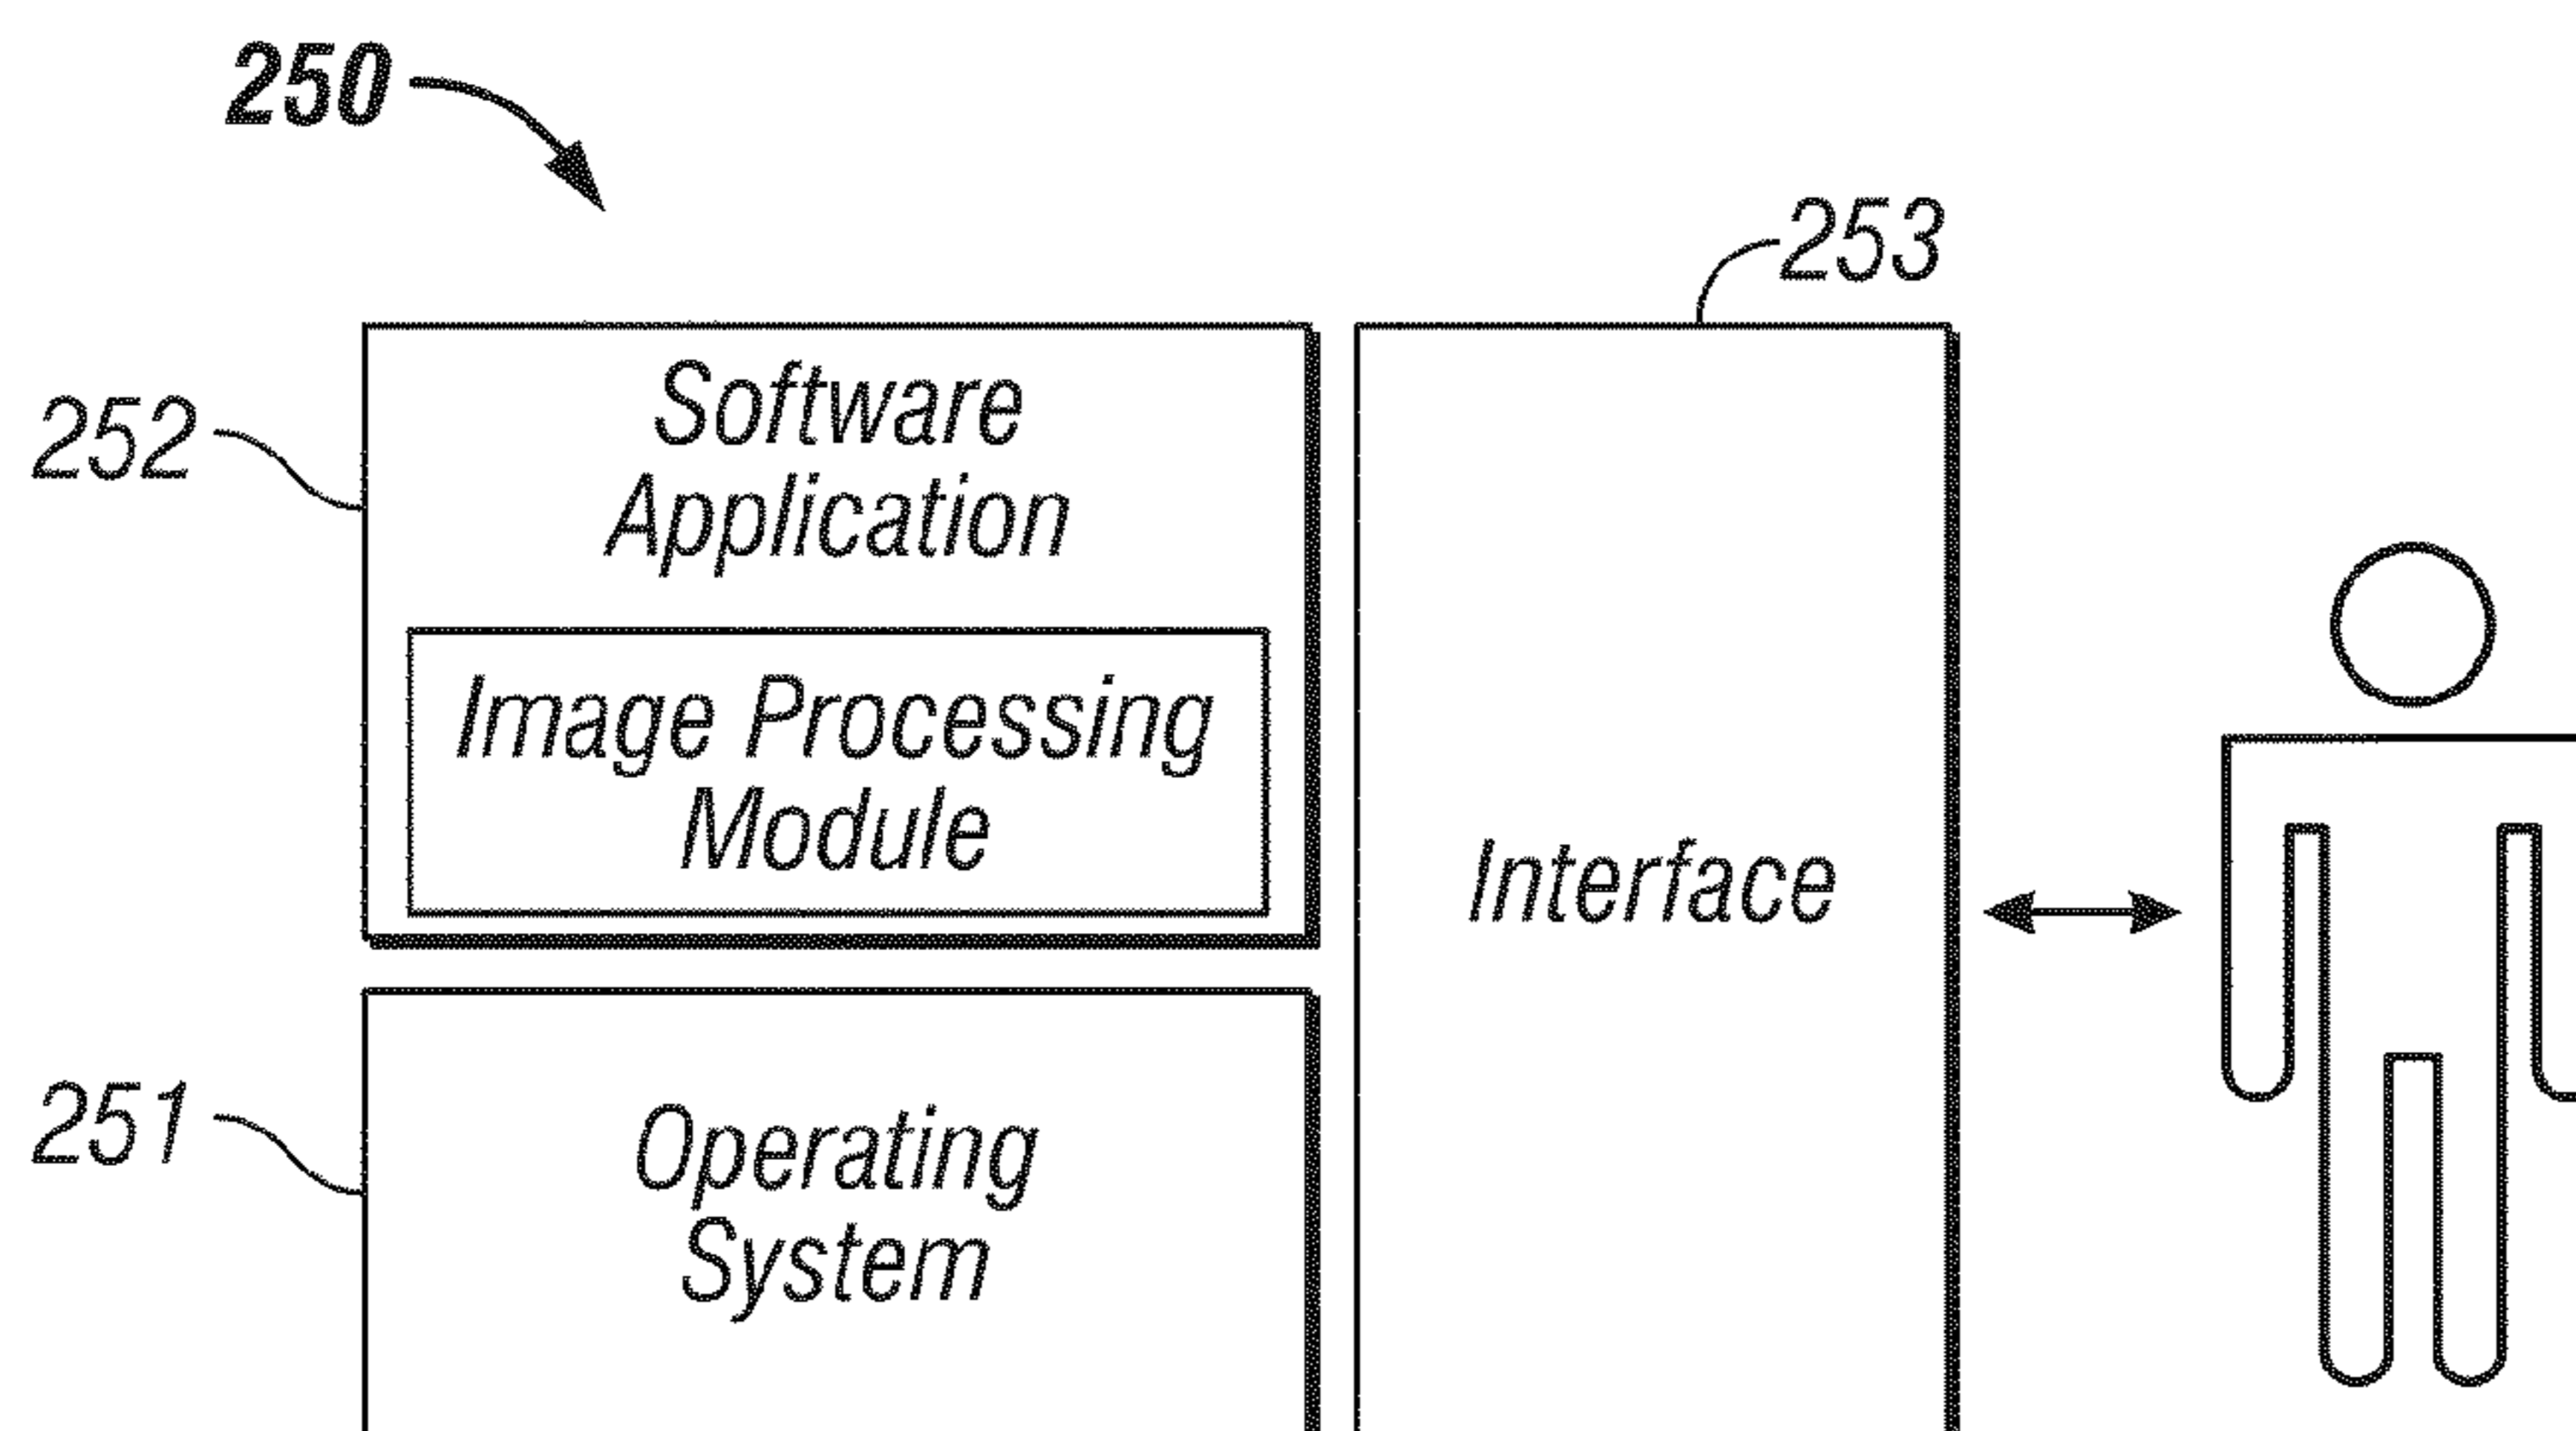 250
253
252
Software
Application
Image Processing
Module
Interface
251
Operating
System